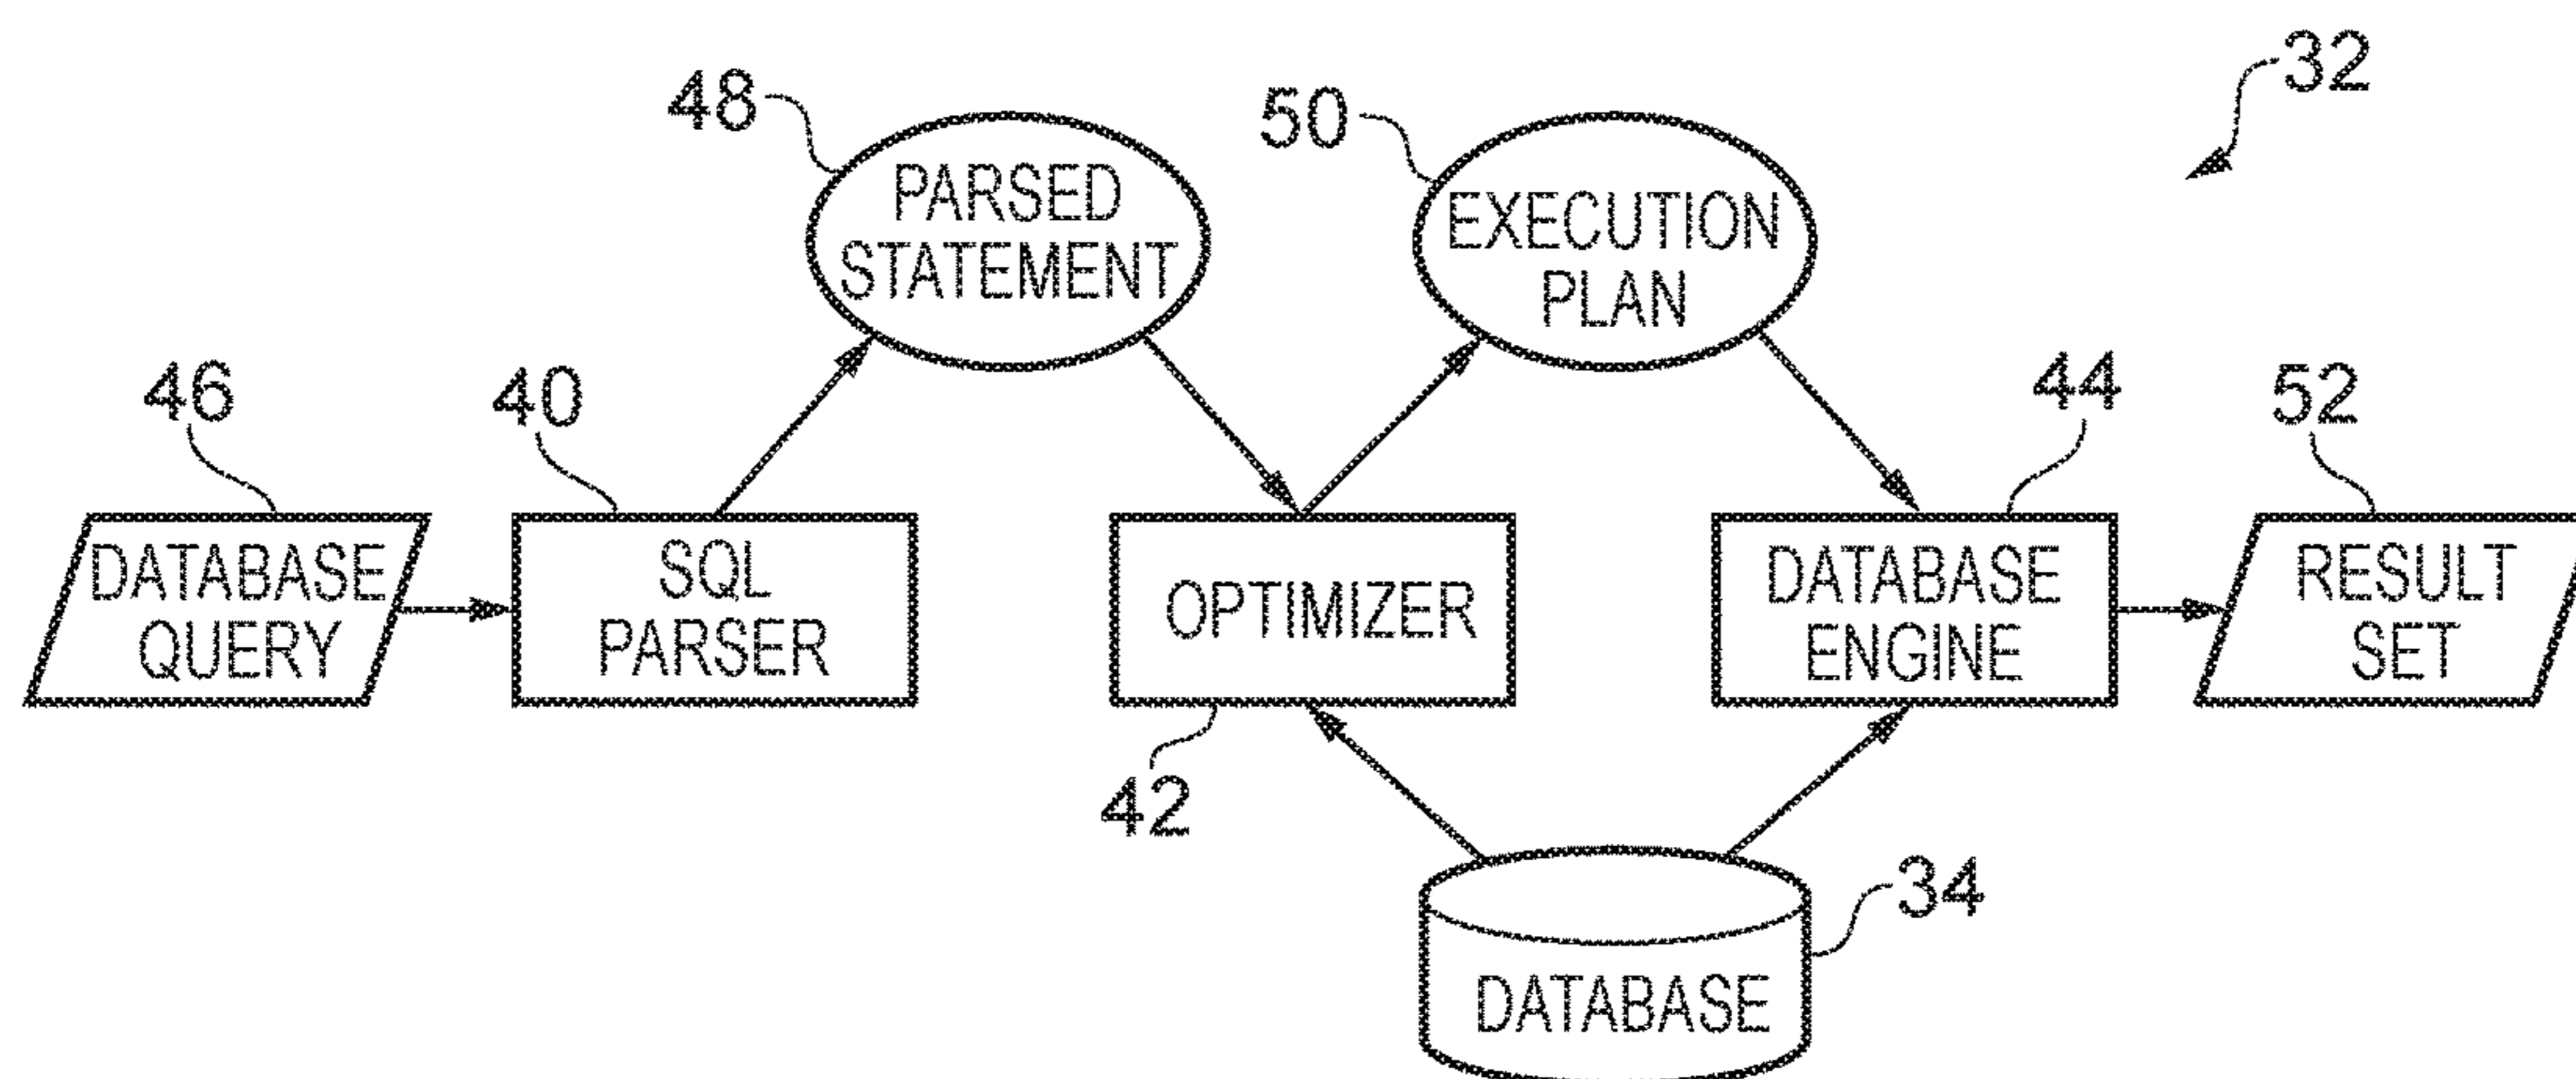 32
48
PARSED
STATEMENT
50
EXECUTION
PLAN
46
DATABASE
QUERY
40
SQL
PARSER
OPTIMIZER
42
44
DATABASE
ENGINE
52
RESULT
SET
34
DATABASE